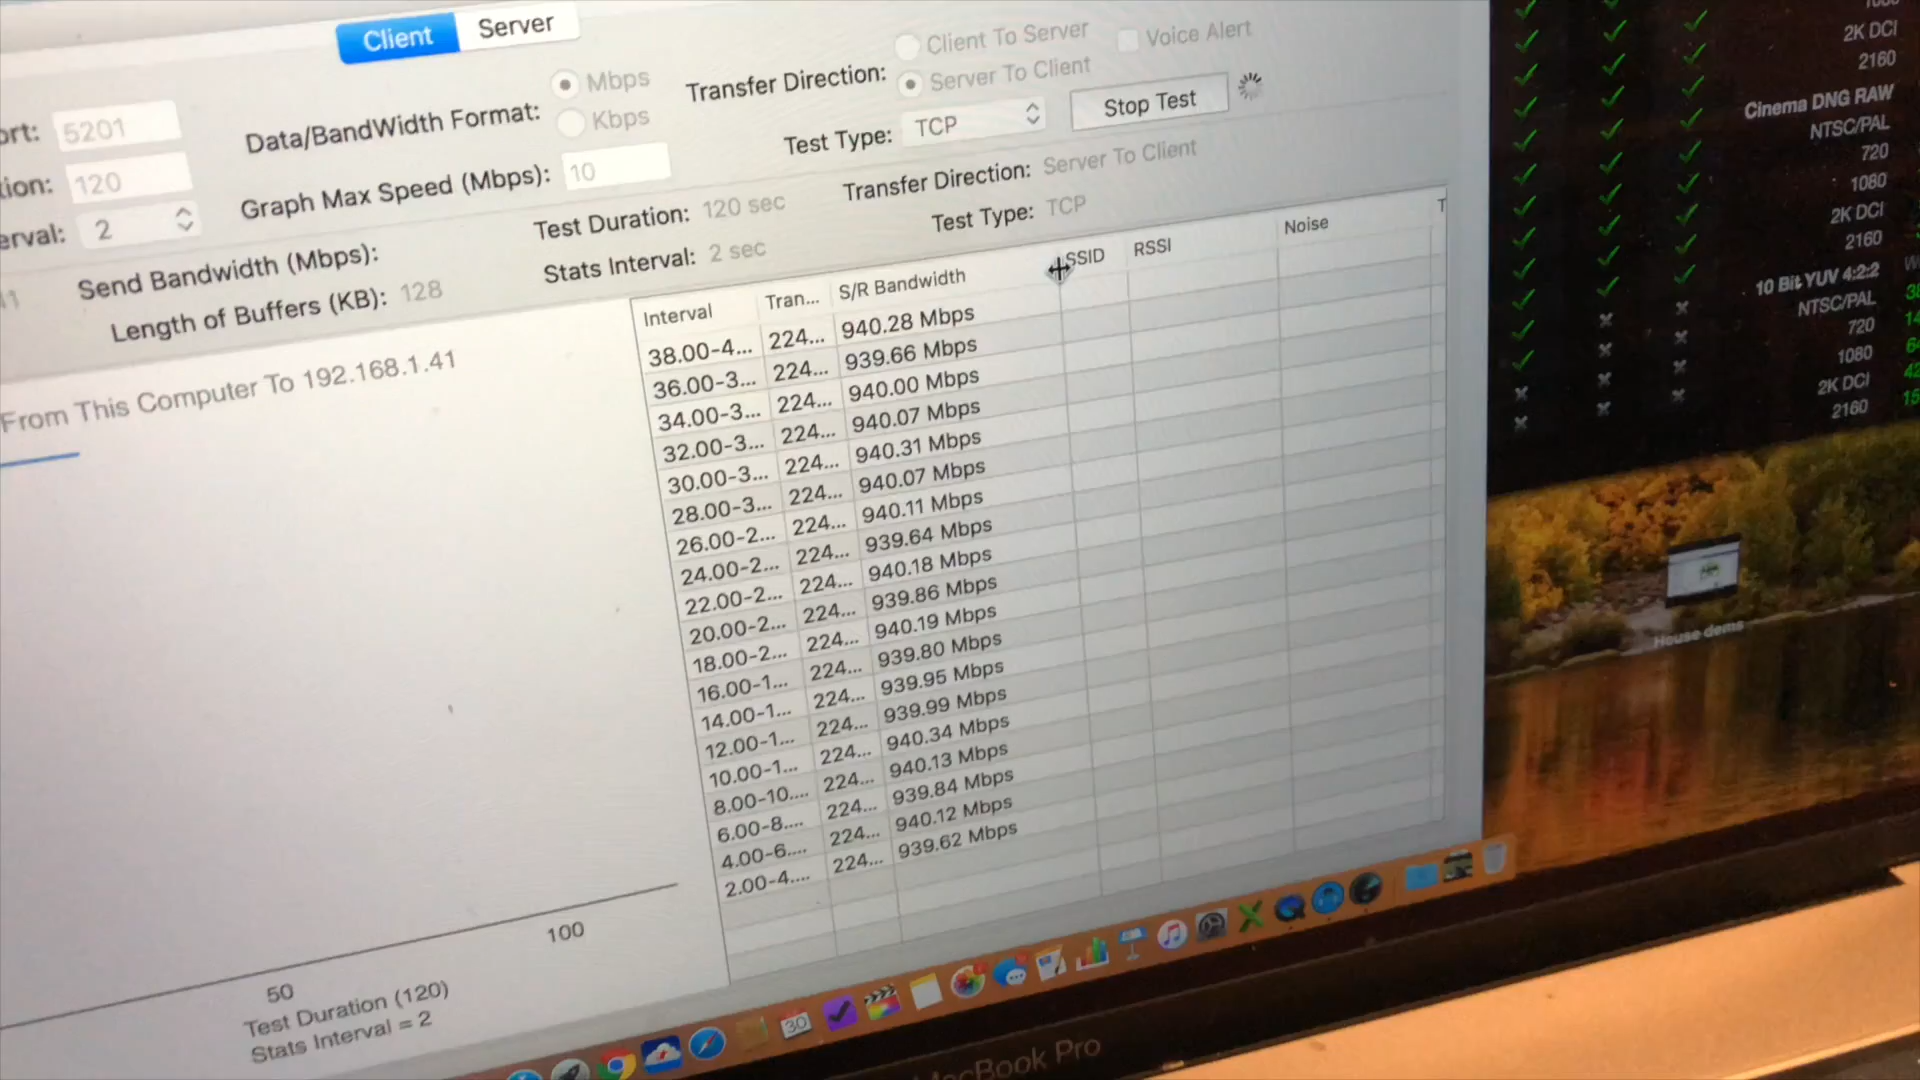 Client Server
5201
120
2
Data/BandWidth Format:
Mbps
Kbps
Graph Max Speed (Mbps): 10
Transfer Direction:
Client To Server
Server To Client
Voice Alert
Test Type: TCP
Stop Test
Send Bandwidth (Mbps):
Length of Buffers (KB): 128
Test Duration: 120 sec
Stats Interval: 2 sec
Transfer Direction: Server To Client
Test Type: TCP
From This Computer To 192.168.1.41
Interval Tran... S/R Bandwidth SSID RSSI Noise
38.00-4... 224... 940.28 Mbps
36.00-3... 224... 939.66 Mbps
34.00-3... 224... 940.00 Mbps
32.00-3... 224... 940.07 Mbps
30.00-3... 224... 940.31 Mbps
28.00-3... 224... 940.07 Mbps
26.00-2... 224... 940.11 Mbps
24.00-2... 224... 939.64 Mbps
22.00-2... 224... 940.18 Mbps
20.00-2... 224... 939.86 Mbps
18.00-2... 224... 940.19 Mbps
16.00-1... 224... 939.80 Mbps
14.00-1... 224... 939.95 Mbps
12.00-1... 224... 939.99 Mbps
10.00-1... 224... 940.34 Mbps
8.00-10.... 224... 940.13 Mbps
6.00-8.... 224... 939.84 Mbps
4.00-6.... 224... 940.12 Mbps
2.00-4.... 224... 939.62 Mbps
50 100
Test Duration (120)
Stats Interval = 2
2K DCI
2160
Cinema DNG RAW
NTSC/PAL
720
1080
2K DCI
2160
10 Bit YUV 4:2:2
NTSC/PAL
720
1080
2K DCI
2160
House dems
30
MacBook Pro